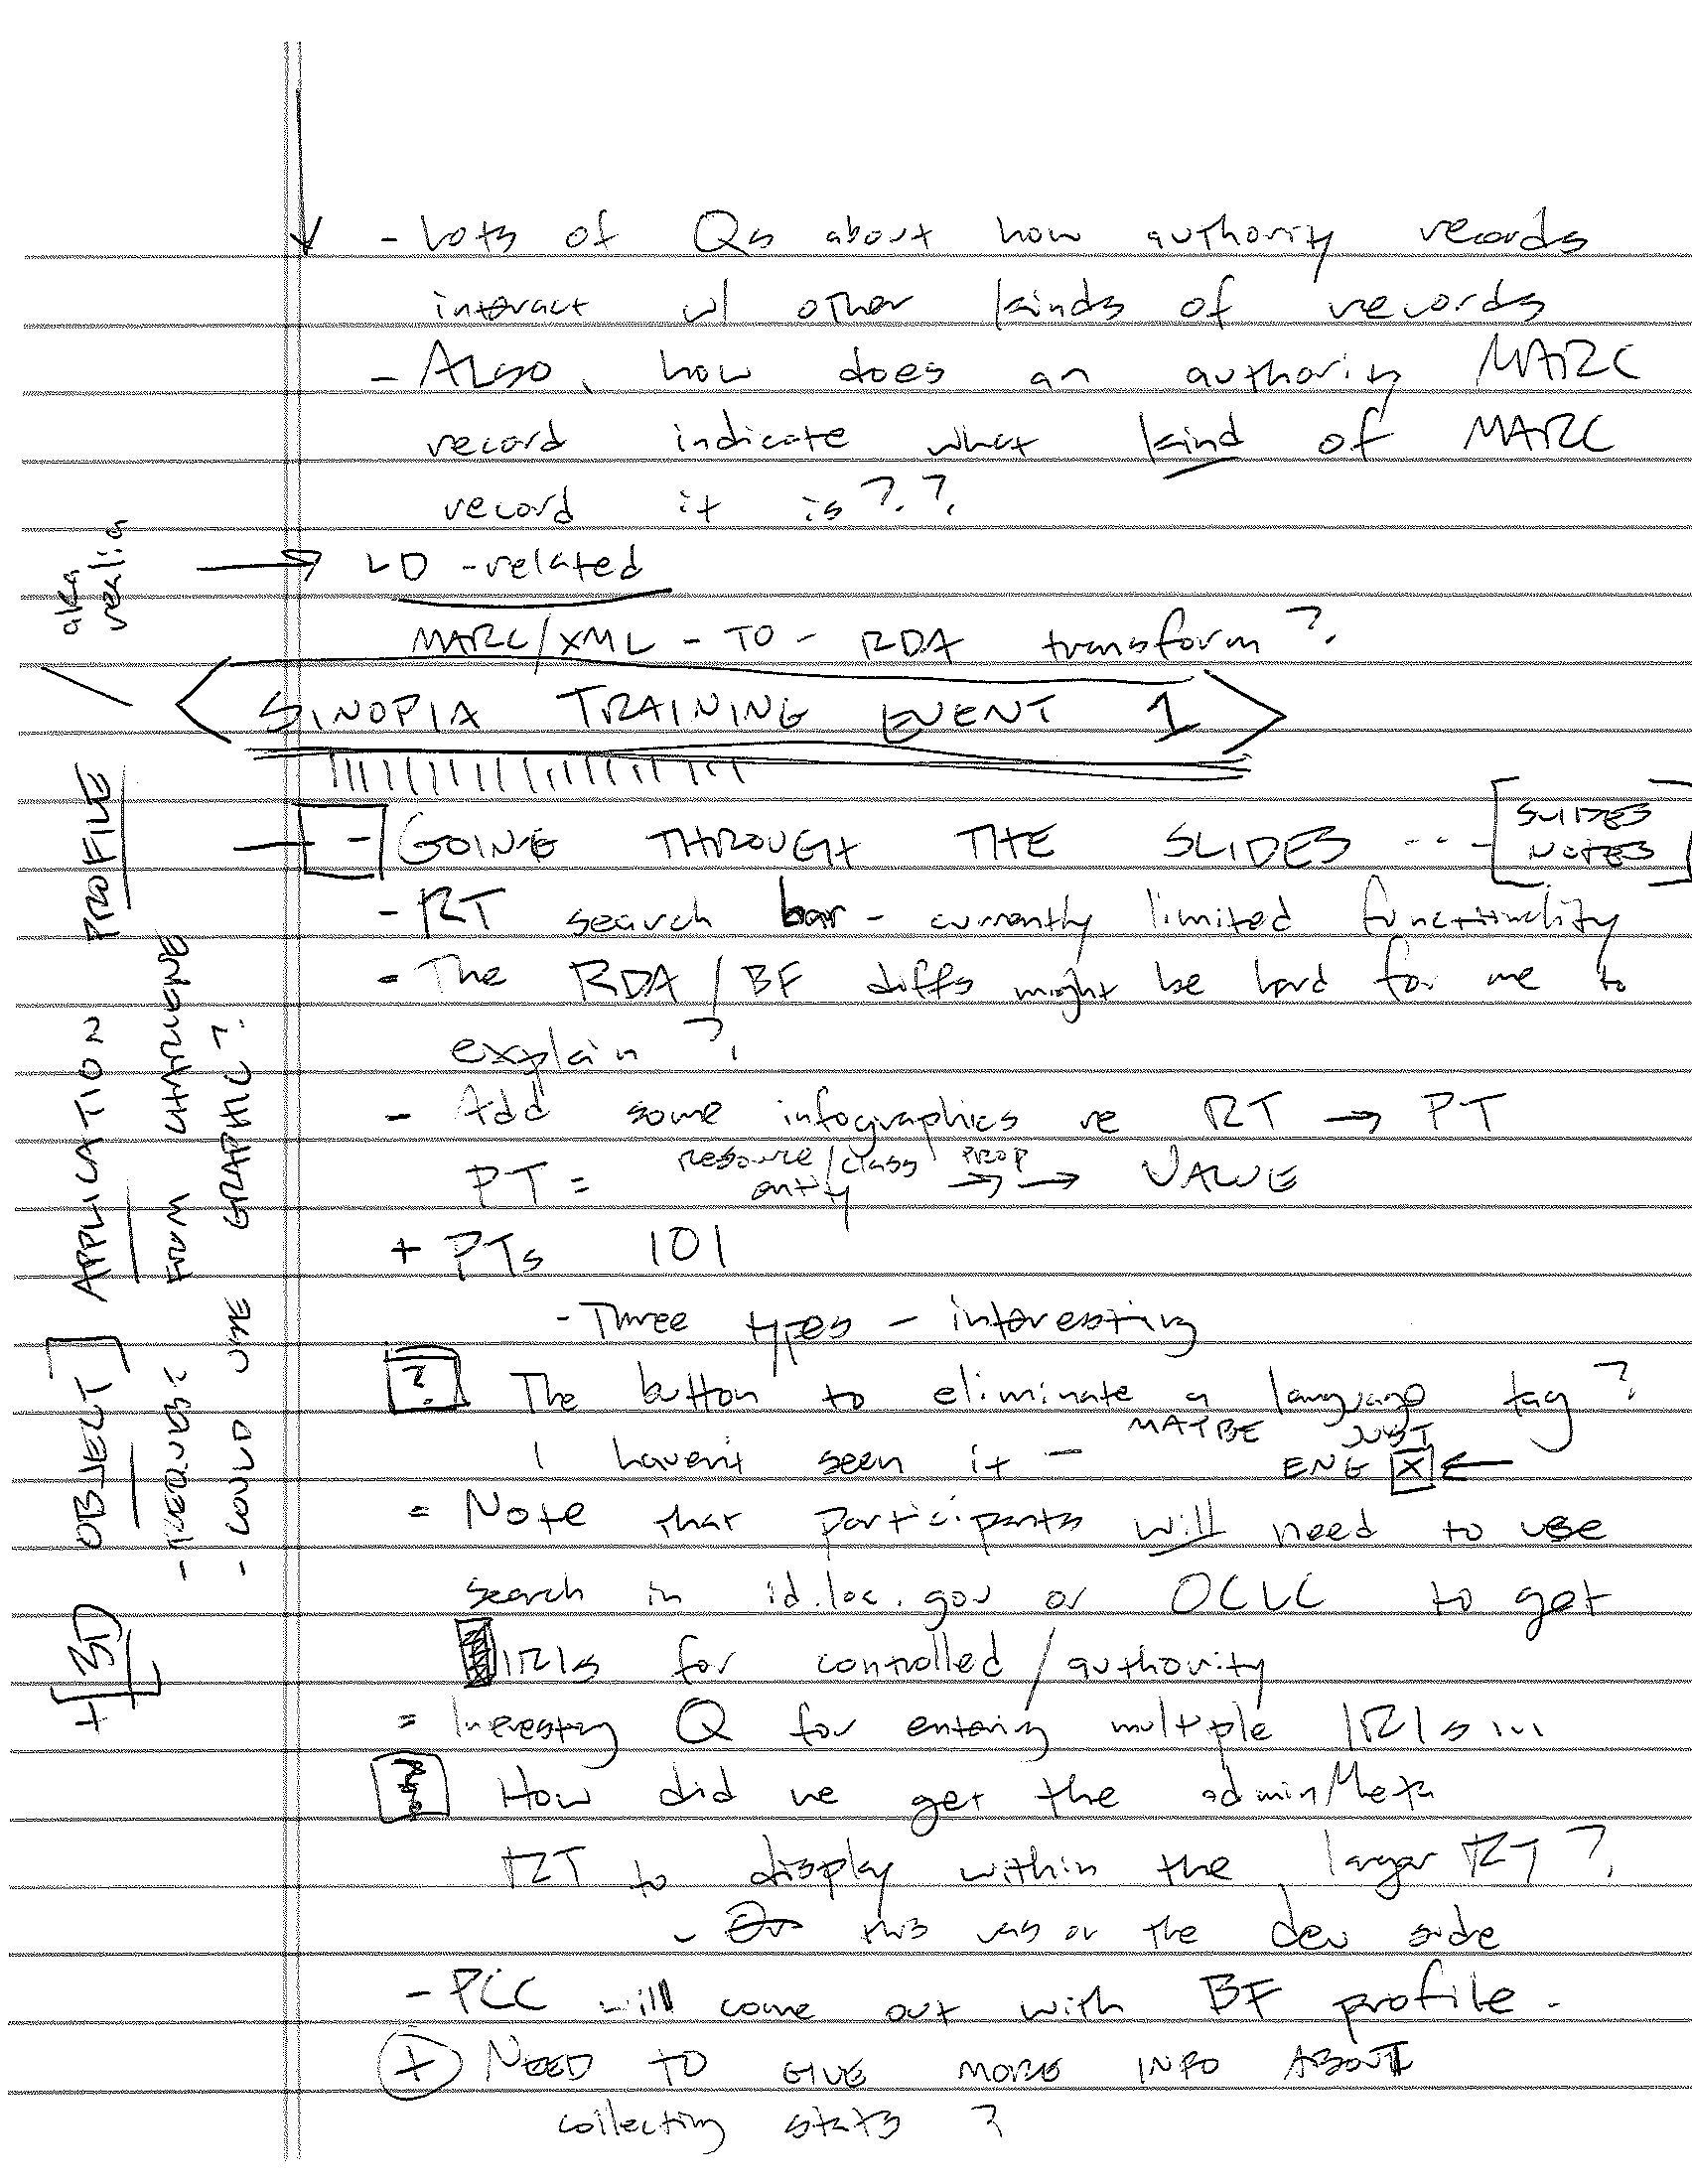 - Lots of Qs about how authority records
interact w/ other kinds of records
- Also, how does an authority MARC
record indicate what kind of MARC
record it is??
→ LD-related
MARC/XML-TO-RDA transform?
SINOPIA TRAINING EVENT 1
- GOING THROUGH THE SLIDES ... - [SLIDES NOTES]
- RT search bar - currently limited functionality
- The RDA/BF diffs might be hard for me to
explain?
- Add some infographics re RT → PT
PT = resource/class entity PROP →→ VALUE
+ PTs 101
- Three types - interesting
? The button to eliminate a language tag?
I haven't seen it - MAYBE JUST ENG [X] ←
= Note that participants will need to use
search in id.loc.gov or OCLC to get
IRIs for controlled/authority
= Interesting Q for entering multiple IRIs ...
? How did we get the adminMeta
RT to display within the larger RT?
- this was on the dev side
- PCC will come out with BF profile.
+ NEED TO GIVE MORE INFO ABOUT
collecting stats?
+ [3D OBJECT] APPLICATION PROFILE / aka realia
- REQUEST FROM CHARLENE
- COULD USE GRAPHIC?